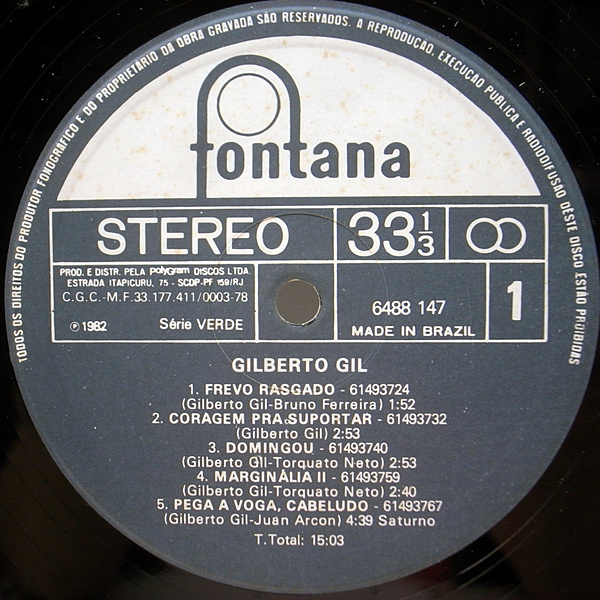 TODOS OS DIREITOS DO PRODUTOR FONOGRÁFICO E DO PROPRIETÁRIO DA OBRA GRAVADA SÃO RESERVADOS. A REPRODUÇÃO, EXECUÇÃO PUBLICA E RADIODIFUSÃO DESTE DISCO ESTÃO PROIBIDAS
fontana
STEREO
33 1/3
PROD. E DISTR. PELA PolyGram DISCOS LTDA.
ESTRADA ITAPICURU, 75 - SCDP-PF 159/RJ
C.G.C.-M.F. 33.177.411/0003-78
℗ 1982 Série VERDE
6488 147
MADE IN BRAZIL
1
GILBERTO GIL
1. FREVO RASGADO - 61493724
(Gilberto Gil-Bruno Ferreira) 1:52
2. CORAGEM PRA SUPORTAR - 61493732
(Gilberto Gil) 2:53
3. DOMINGOU - 61493740
(Gilberto Gil-Torquato Neto) 2:53
4. MARGINÁLIA II - 61493759
(Gilberto Gil-Torquato Neto) 2:40
5. PEGA A VOGA, CABELUDO - 61493767
(Gilberto Gil-Juan Arcon) 4:39 Saturno
T.Total: 15:03